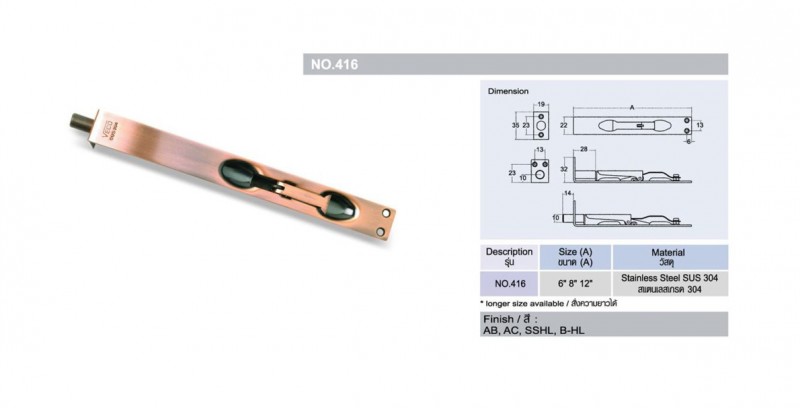 NO.416
Dimension
A
19
35
23
22
13
6
13
23
10
28
32
14
10
VECO
SUS 304
Description
รุ่น
Size (A)
ขนาด (A)
Material
วัสดุ
NO.416
6" 8" 12"
Stainless Steel SUS 304
สแตนเลสเกรด 304
* longer size available / สั่งความยาวได้
Finish / สี :
AB, AC, SSHL, B-HL